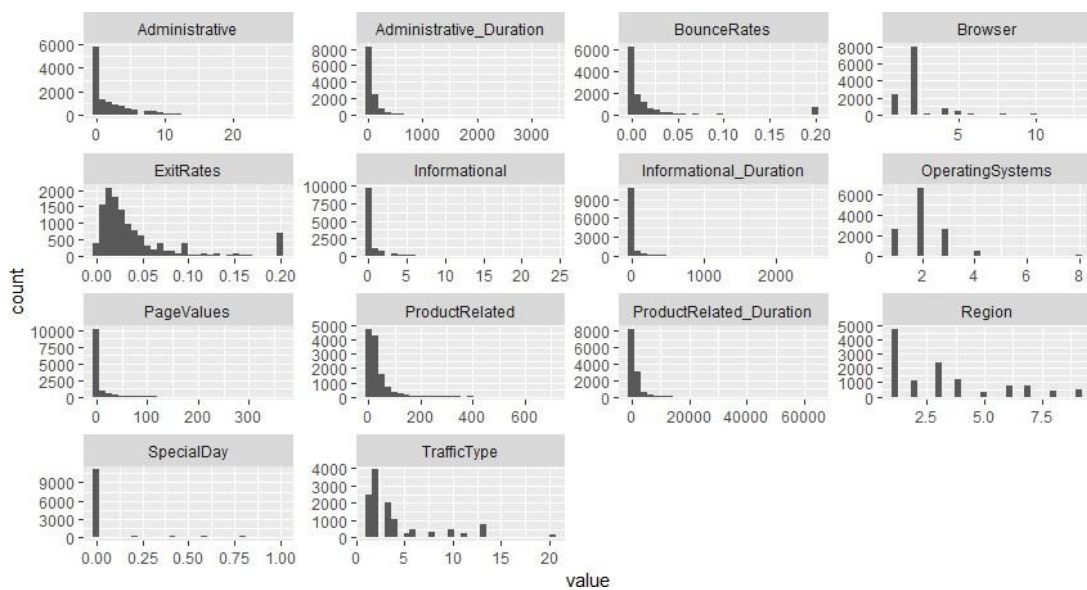 Administrative
Administrative_Duration
BounceRates
Browser
6000
4000
2000
0
0 10 20
8000
6000
4000
2000
0
0 1000 2000 3000
6000
4000
2000
0
0.00 0.05 0.10 0.15 0.20
8000
6000
4000
2000
0
5 10
ExitRates
Informational
Informational_Duration
OperatingSystems
2000
1500
1000
500
0
0.00 0.05 0.10 0.15 0.20
10000
7500
5000
2500
0
0 5 10 15 20 25
9000
6000
3000
0
0 1000 2000
6000
4000
2000
0
2 4 6 8
count
PageValues
ProductRelated
ProductRelated_Duration
Region
10000
7500
5000
2500
0
0 100 200 300
5000
4000
3000
2000
1000
0
0 200 400 600
8000
6000
4000
2000
0
0 20000 40000 60000
5000
4000
3000
2000
1000
0
2.5 5.0 7.5
SpecialDay
TrafficType
9000
6000
3000
0
0.00 0.25 0.50 0.75 1.00
4000
3000
2000
1000
0
0 5 10 15 20
value